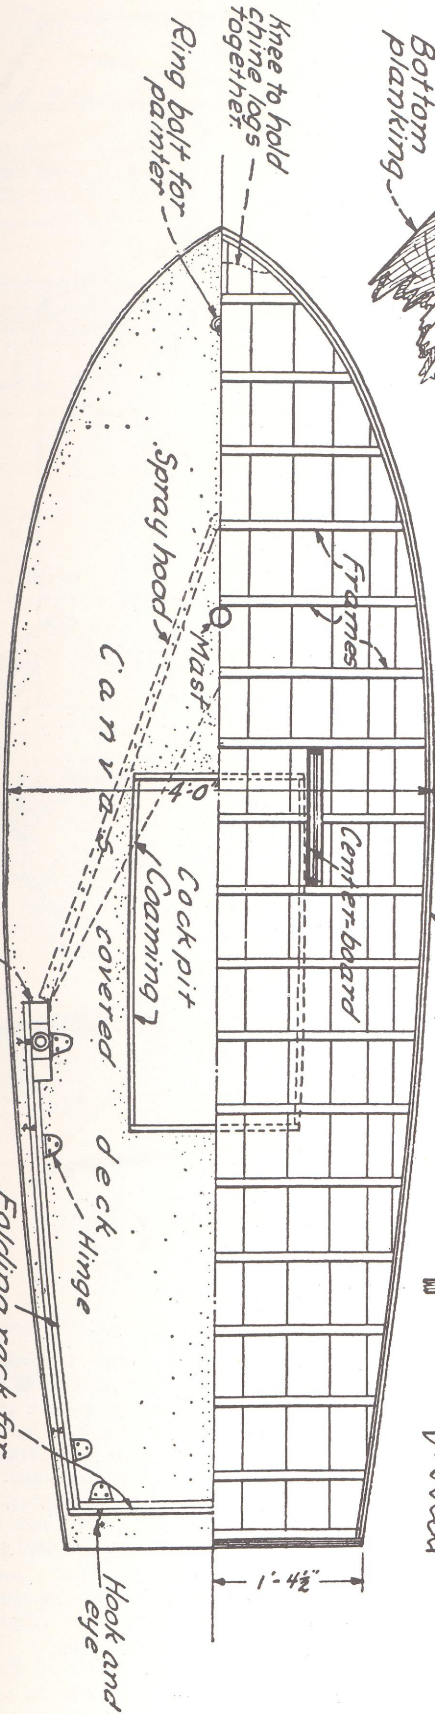 Bottom
planking
Knee to hold
chine logs
together.
Ring bolt for
painter
Spray hood
Mast
Frames
Canvas covered deck
4'-0"
Cockpit
Coaming
Center-board
Hinge
Folding rack for
Hook and
eye
1'-4½"